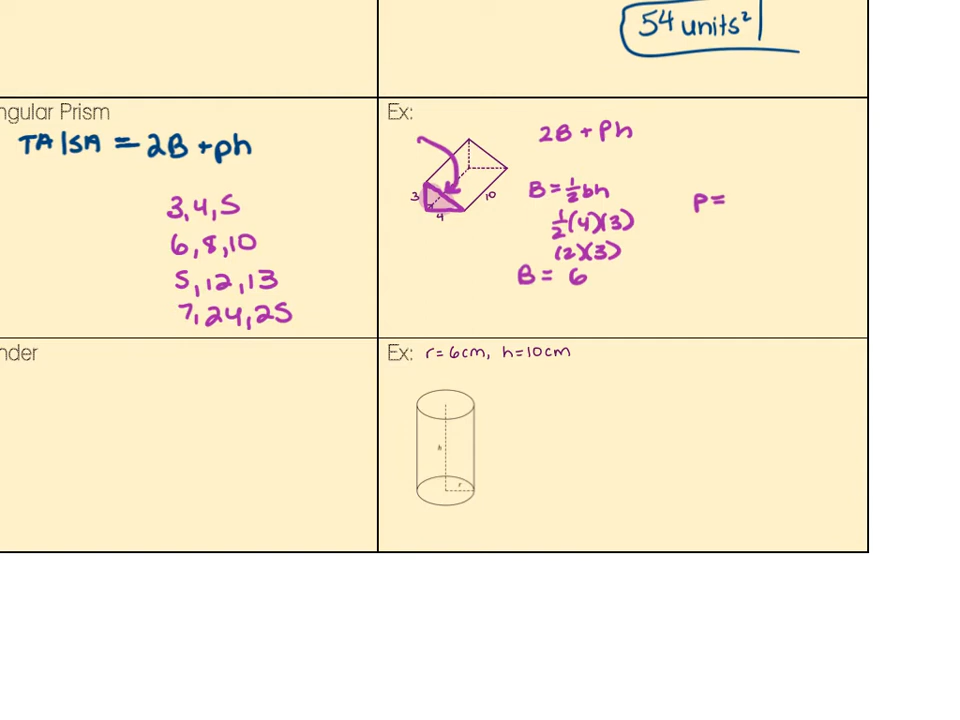 54 units²
ngular Prism
TA|SA = 2B + ph
3, 4, 5
6, 8, 10
5, 12, 13
7, 24, 25
Ex:
3
4
10
2B + Ph
B = ½bh
½(4)(3)
(2)(3)
B = 6
P =
nder
Ex: r = 6cm, h = 10cm
h
r